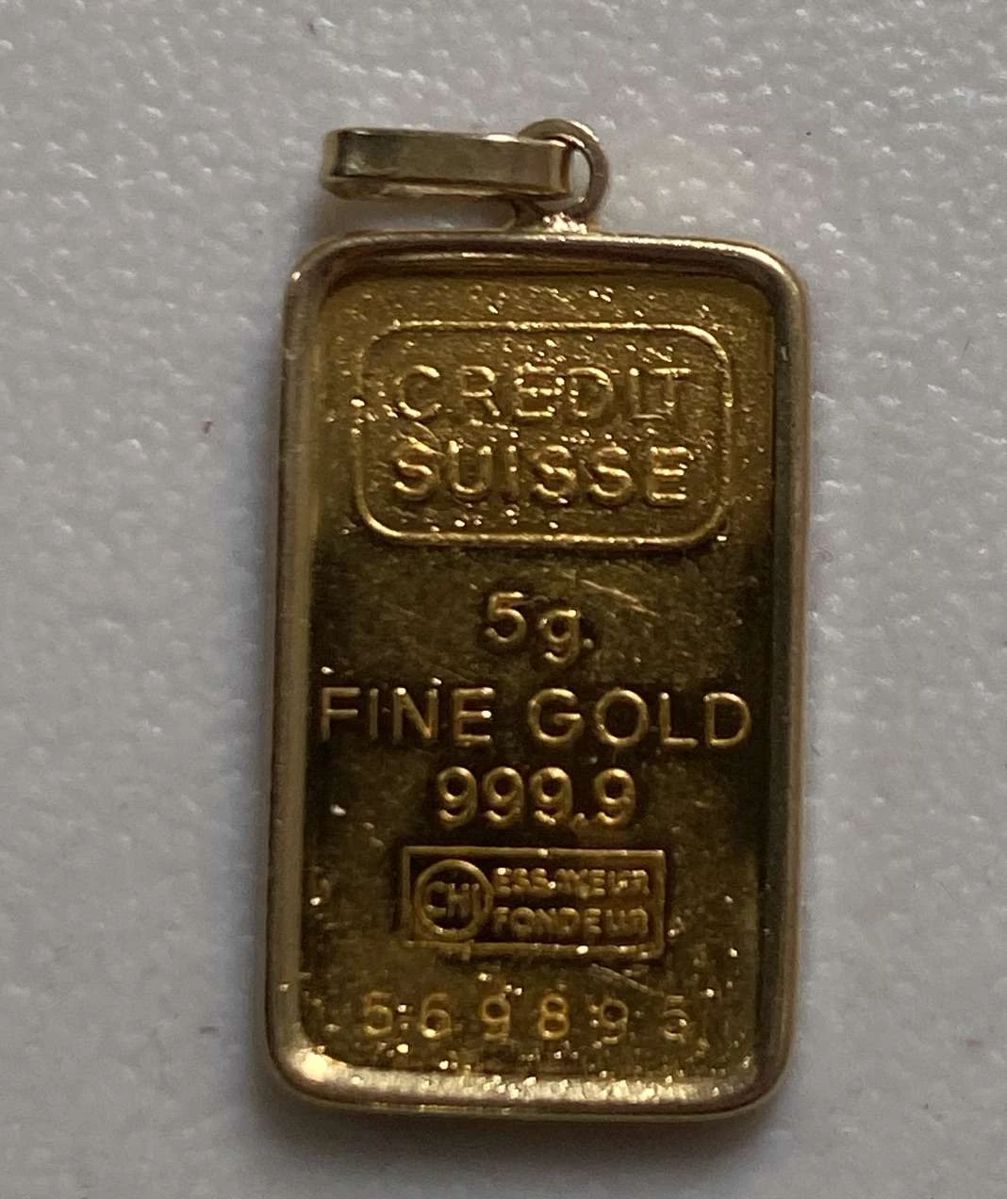 CREDIT
SUISSE
5g.
FINE GOLD
999,9
CHI ESSAYEUR
FONDEUR
569895